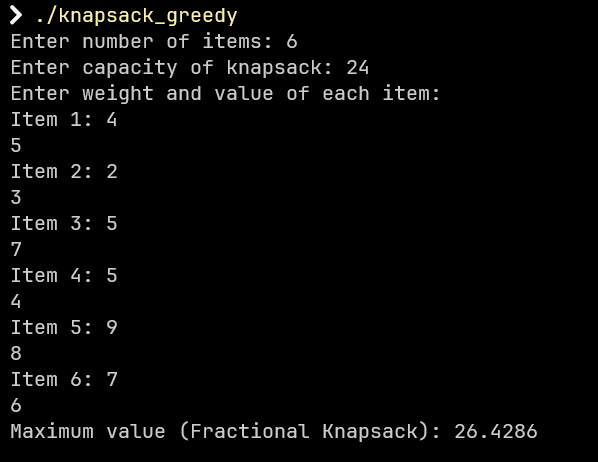 ❯ ./knapsack_greedy
Enter number of items: 6
Enter capacity of knapsack: 24
Enter weight and value of each item:
Item 1: 4
5
Item 2: 2
3
Item 3: 5
7
Item 4: 5
4
Item 5: 9
8
Item 6: 7
6
Maximum value (Fractional Knapsack): 26.4286